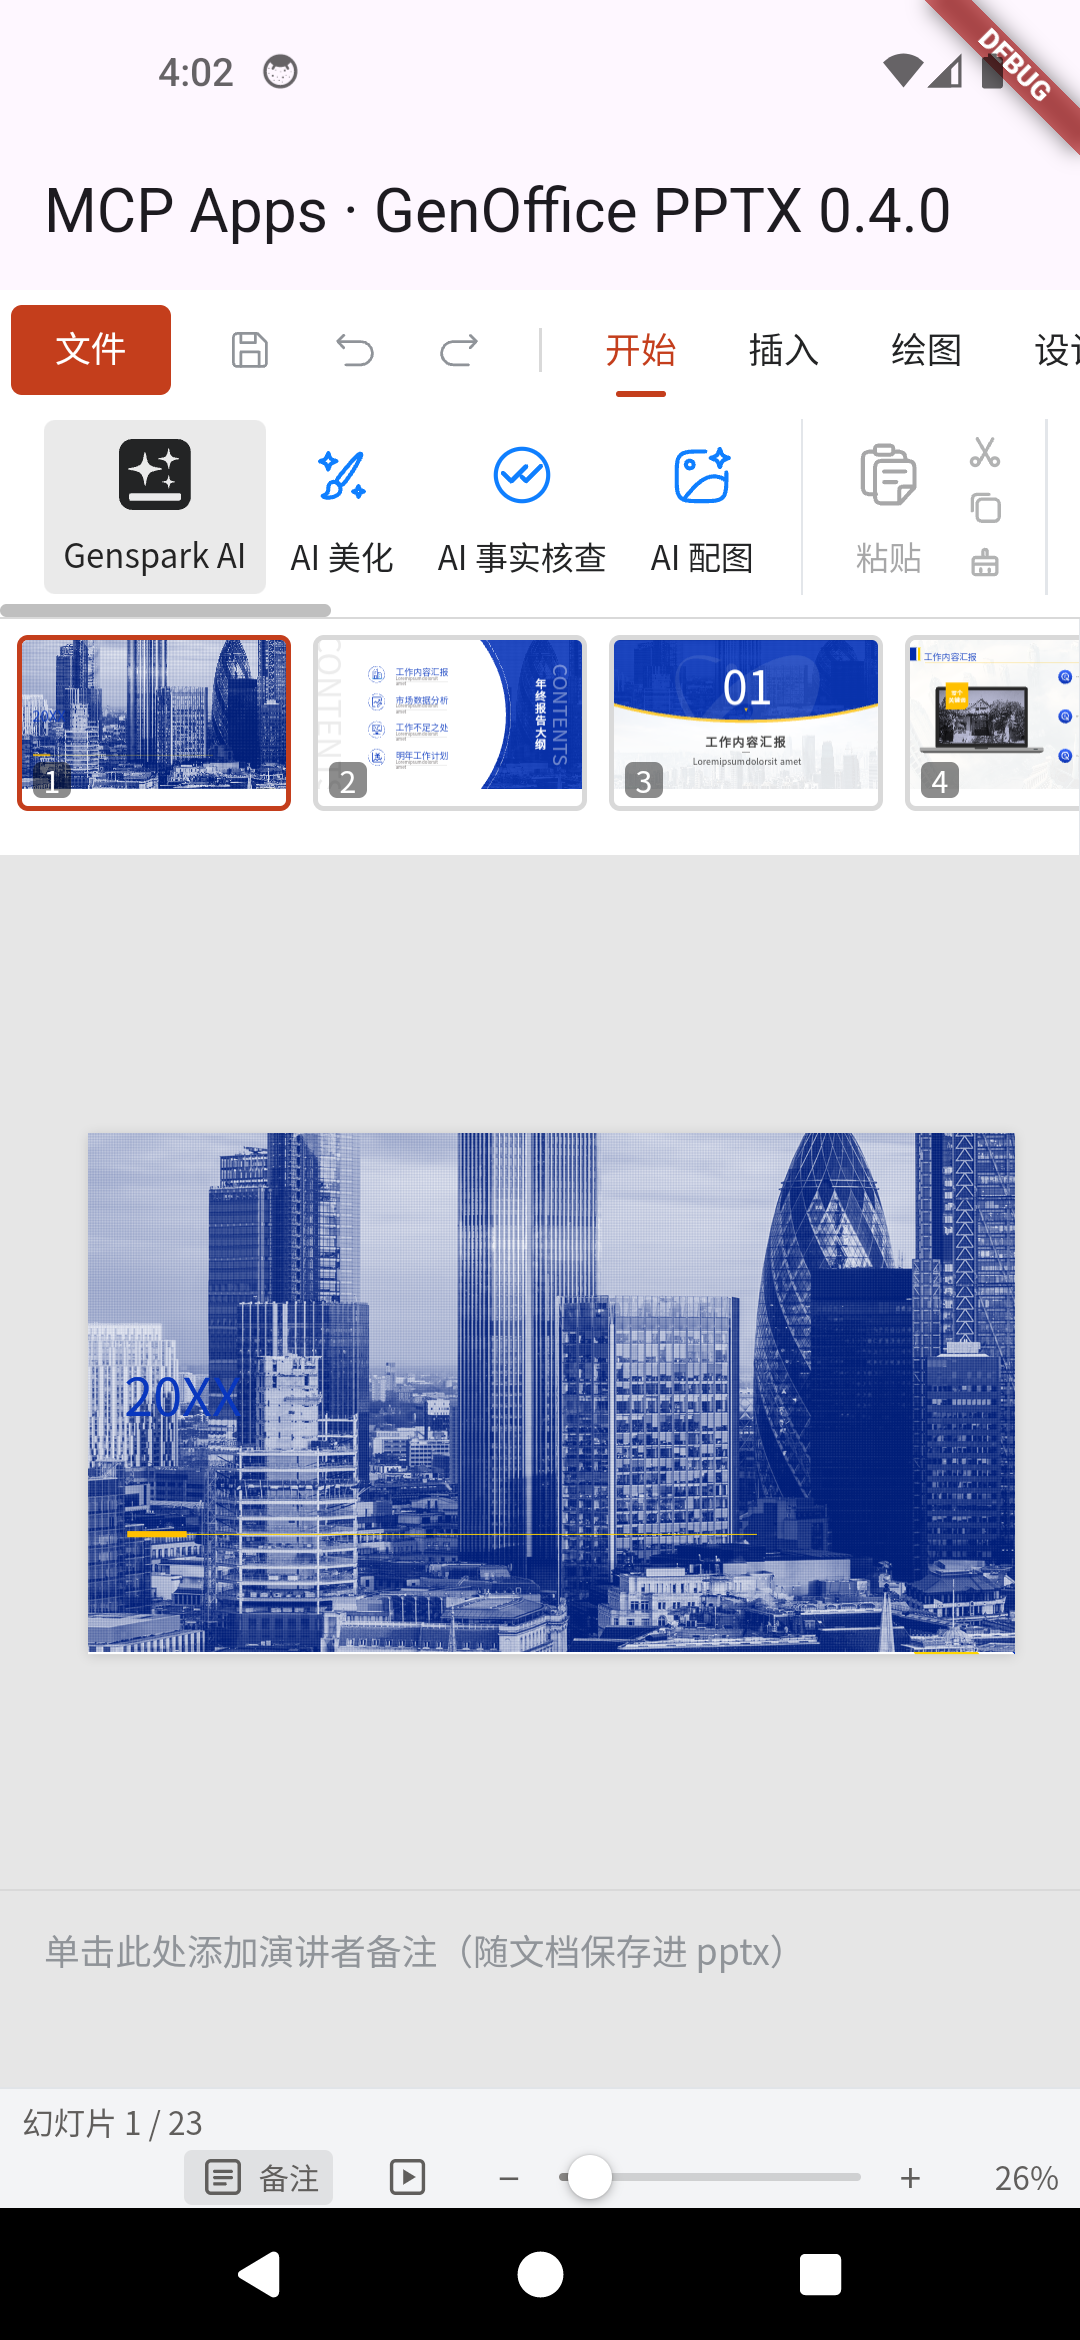 4:02
DEBUG
MCP Apps · GenOffice PPTX 0.4.0
文件
开始
插入
绘图
Genspark AI
AI 美化
AI 事实核查
AI 配图
粘贴
1
CONTENTS
工作内容汇报
市场数据分析
工作不足之处
明年工作计划
年终报告大纲
2
01
工作内容汇报
Loremipsumdolorsit amet
3
工作内容汇报
4
20XX
单击此处添加演讲者备注（随文档保存进 pptx）
幻灯片 1 / 23
备注
26%